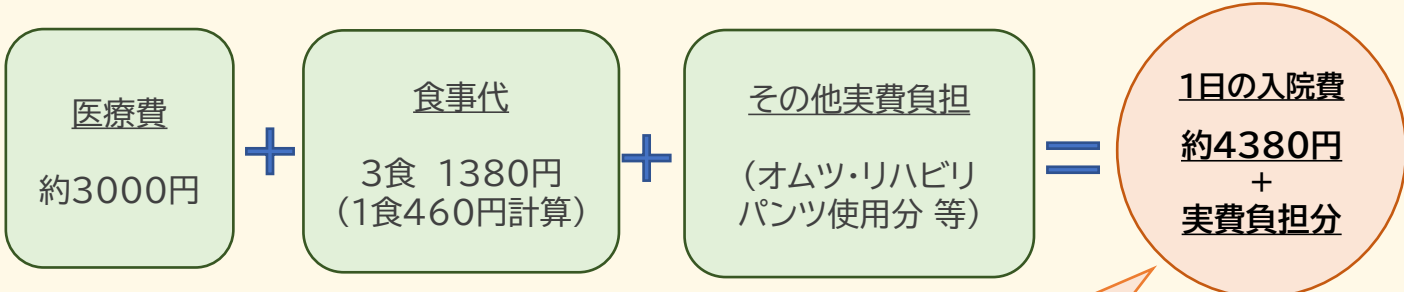 医療費
約3000円
+
食事代
3食 1380円
(1食460円計算)
+
その他実費負担
(オムツ・リハビリ
パンツ使用分 等)
=
1日の入院費
約4380円
+
実費負担分